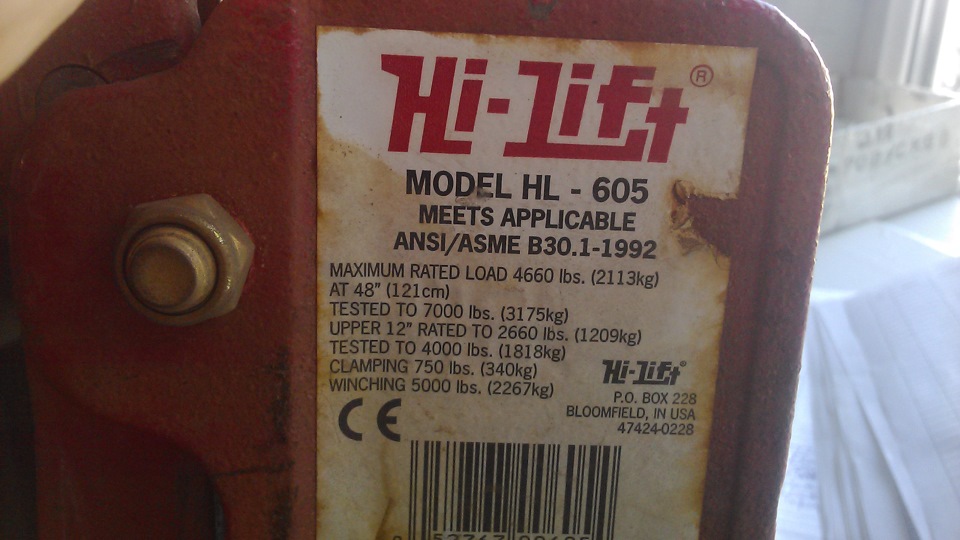 Hi-Lift ®
MODEL HL - 605
MEETS APPLICABLE
ANSI/ASME B30.1-1992
MAXIMUM RATED LOAD 4660 lbs. (2113kg)
AT 48" (121cm)
TESTED TO 7000 lbs. (3175kg)
UPPER 12" RATED TO 2660 lbs. (1209kg)
TESTED TO 4000 lbs. (1818kg)
CLAMPING 750 lbs. (340kg)
WINCHING 5000 lbs. (2267kg)
Hi-Lift®
P.O. BOX 228
BLOOMFIELD, IN USA
47424-0228
CE